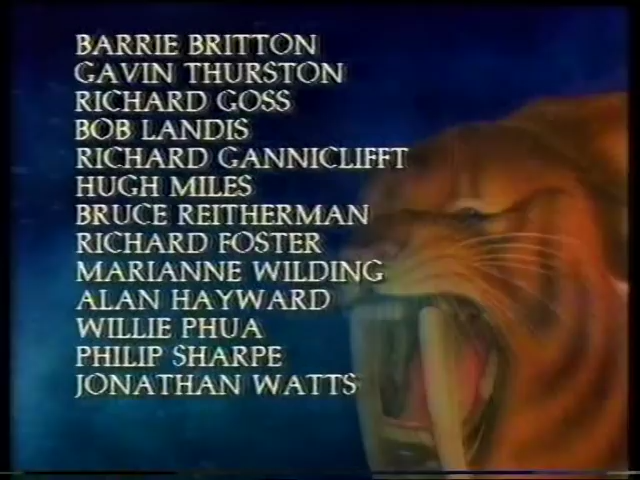 BARRIE BRITTON
GAVIN THURSTON
RICHARD GOSS
BOB LANDIS
RICHARD GANNICLIFFT
HUGH MILES
BRUCE REITHERMAN
RICHARD FOSTER
MARIANNE WILDING
ALAN HAYWARD
WILLIE PHUA
PHILIP SHARPE
JONATHAN WATTS